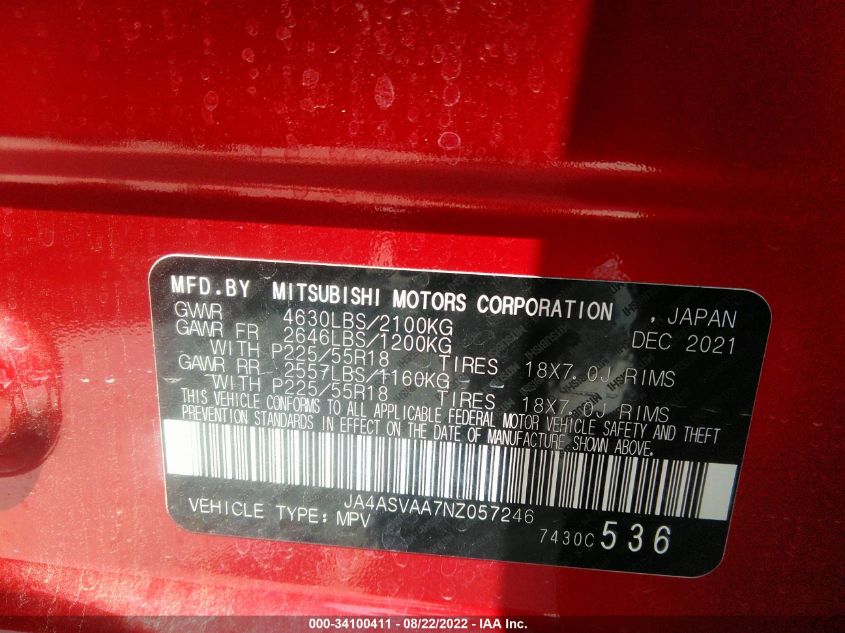 MFD.BY MITSUBISHI MOTORS CORPORATION , JAPAN
GVWR 4630LBS/2100KG DEC 2021
GAWR FR 2646LBS/1200KG
WITH P225/55R18 TIRES 18X7.0J RIMS
GAWR RR 2557LBS/1160KG
WITH P225/55R18 TIRES 18X7.0J RIMS
THIS VEHICLE CONFORMS TO ALL APPLICABLE FEDERAL MOTOR VEHICLE SAFETY AND THEFT
PREVENTION STANDARDS IN EFFECT ON THE DATE OF MANUFACTURE SHOWN ABOVE.
JA4ASVAA7NZ057246
VEHICLE TYPE: MPV 7430C 536
000-34100411 - 08/22/2022 - IAA Inc.